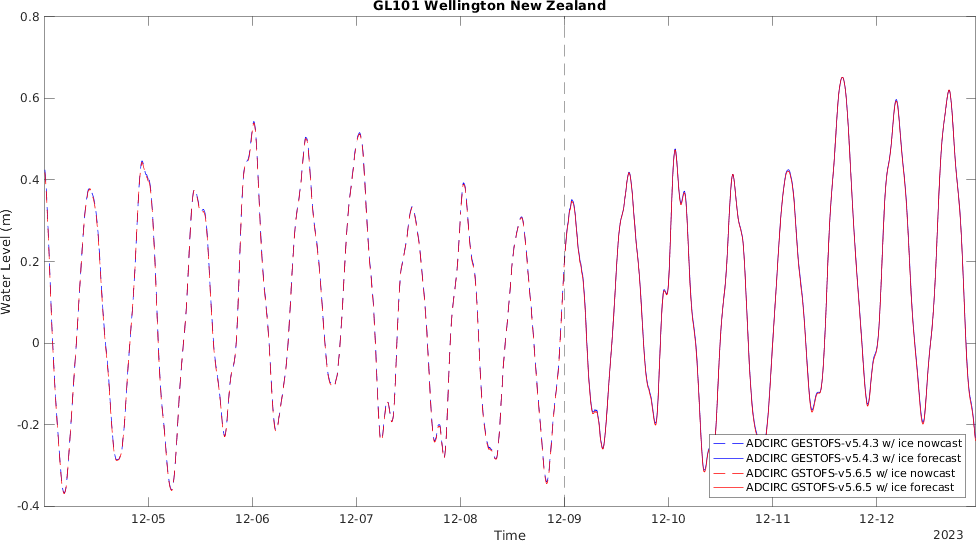 GL101 Wellington New Zealand
Water Level (m)
0.8
0.6
0.4
0.2
0
-0.2
-0.4
ADCIRC GESTOFS-v5.4.3 w/ ice nowcast
ADCIRC GESTOFS-v5.4.3 w/ ice forecast
ADCIRC GSTOFS-v5.6.5 w/ ice nowcast
ADCIRC GSTOFS-v5.6.5 w/ ice forecast
12-05 12-06 12-07 12-08 12-09 12-10 12-11 12-12
Time
2023